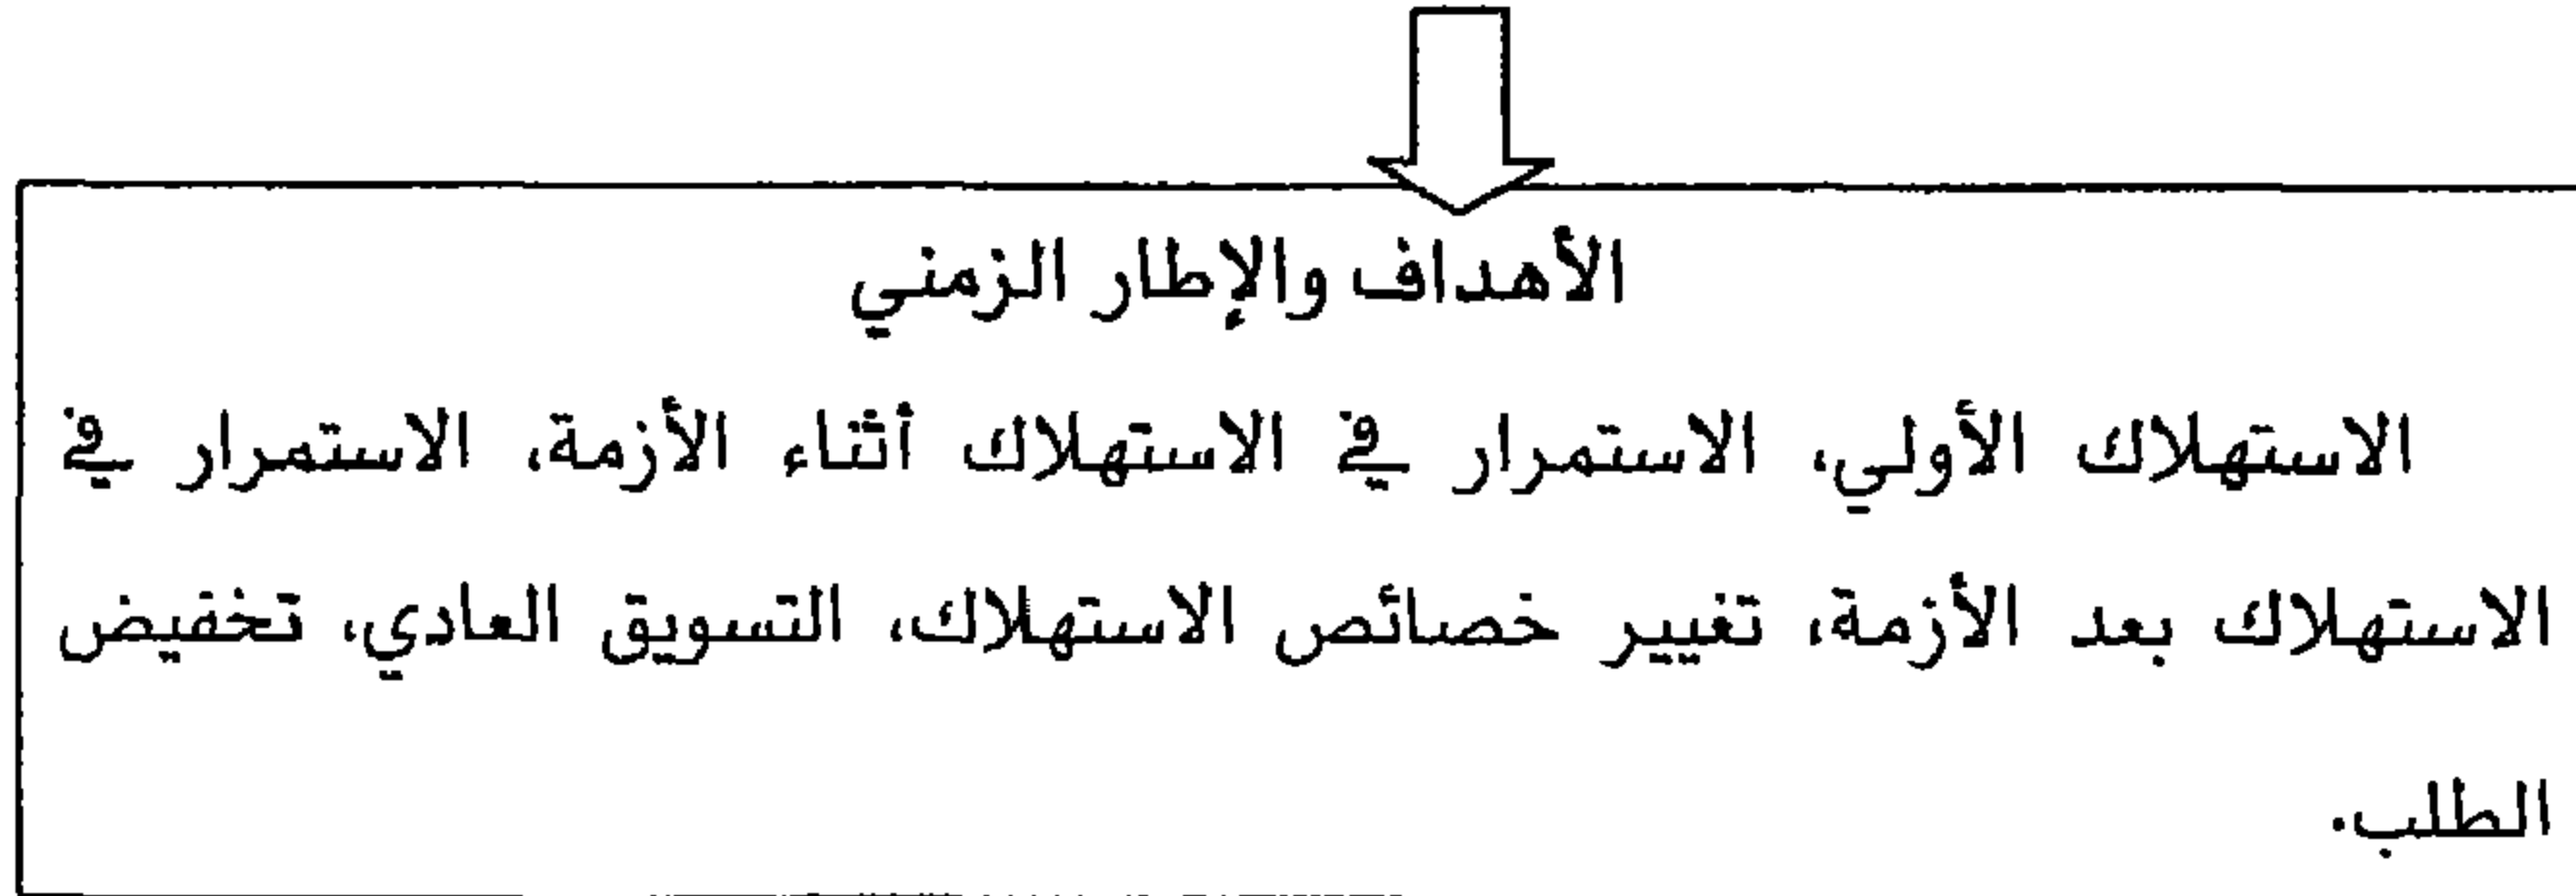 الأهداف والإطار الزمني
الاستهلاك الأولي، الاستمرار في الاستهلاك أثناء الأزمة، الاستمرار في
الاستهلاك بعد الأزمة، تغيير خصائص الاستهلاك، التسويق العادي، تخفيض
الطلب.